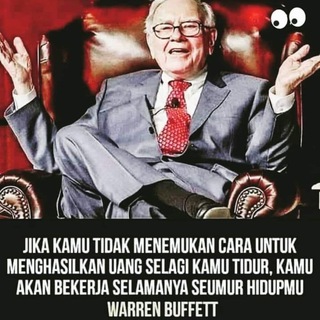 JIKA KAMU TIDAK MENEMUKAN CARA UNTUK
MENGHASILKAN UANG SELAGI KAMU TIDUR, KAMU
AKAN BEKERJA SELAMANYA SEUMUR HIDUPMU
WARREN BUFFETT